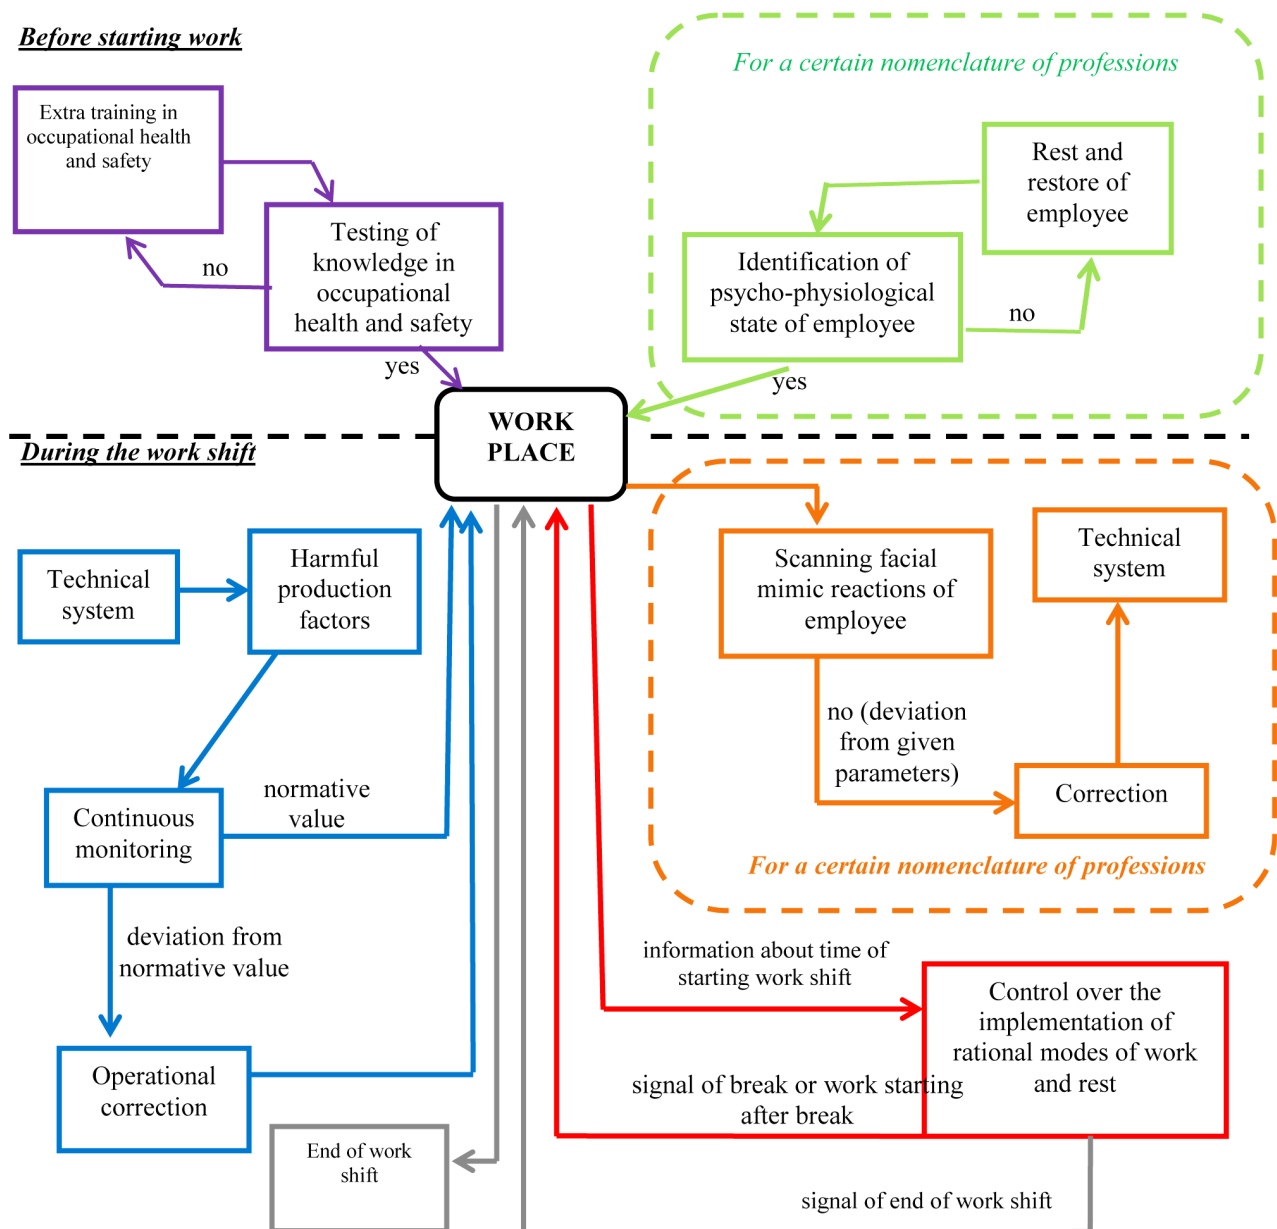 Before starting work
For a certain nomenclature of professions
Extra training in
occupational health
and safety
Rest and
restore of
employee
Testing of
knowledge in
occupational
health and safety
no
Identification of
psycho-physiological
state of employee
no
yes
yes
WORK
PLACE
During the work shift
Technical
system
Harmful
production
factors
Scanning facial
mimic reactions of
employee
Technical
system
no (deviation
from given
parameters)
normative
value
Continuous
monitoring
Correction
For a certain nomenclature of professions
deviation from
normative value
information about time of
starting work shift
Control over the
implementation of
rational modes of work
and rest
Operational
correction
signal of break or work starting
after break
End of work
shift
signal of end of work shift